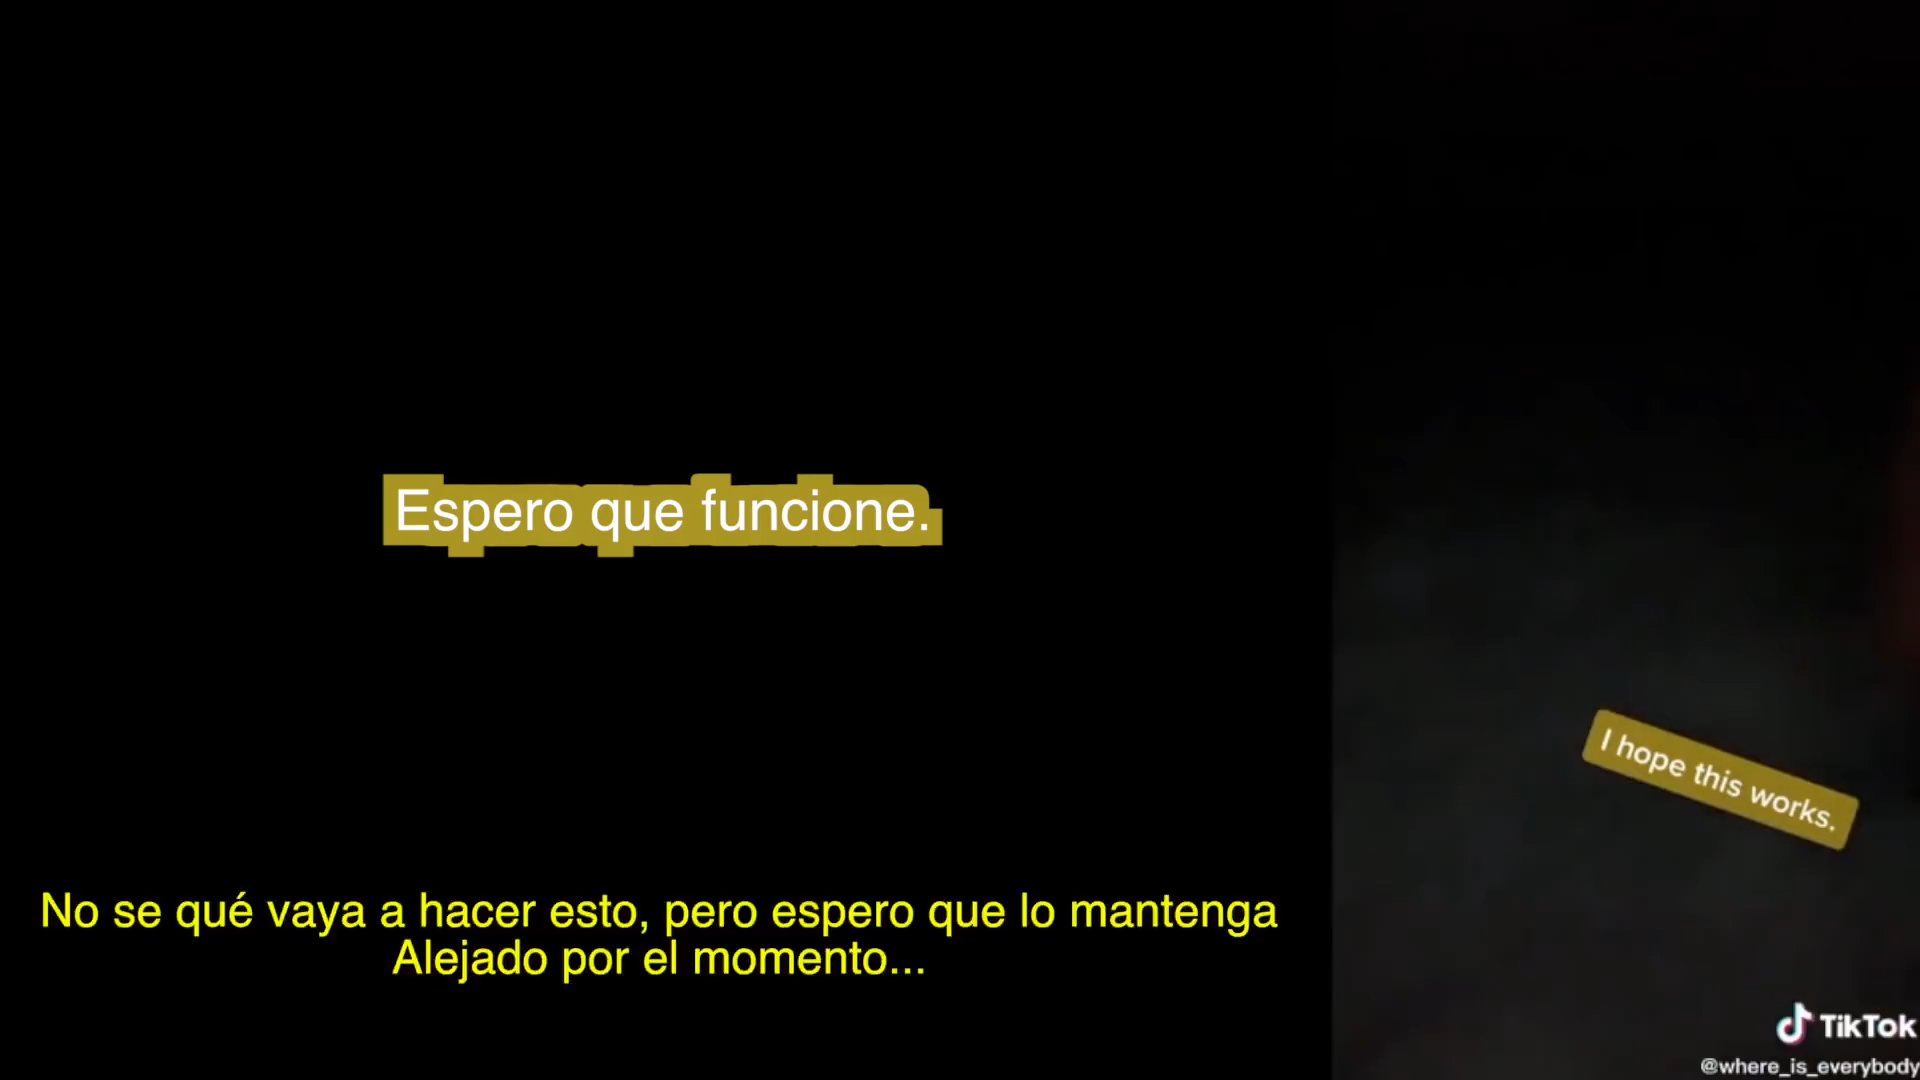 Espero que funcione.
I hope this works.
No se qué vaya a hacer esto, pero espero que lo mantenga
Alejado por el momento...
TikTok
@where_is_everybody